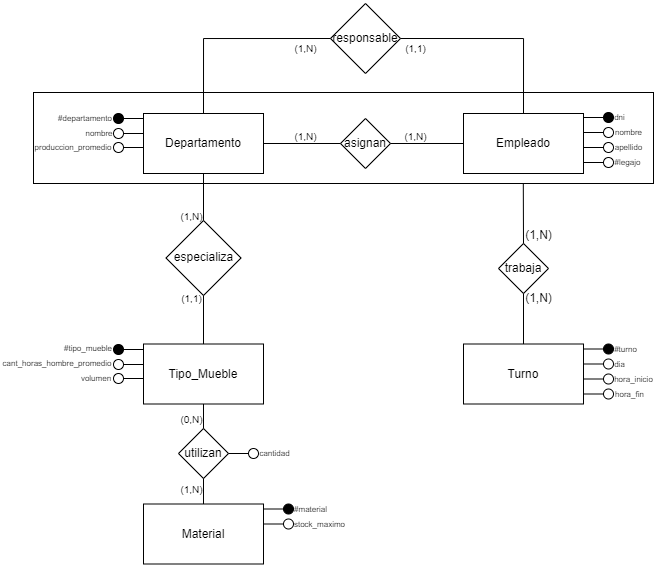 responsable
(1,N)
(1,1)
#departamento
nombre
produccion_promedio
Departamento
(1,N)
asignan
(1,N)
Empleado
dni
nombre
apellido
#legajo
(1,N)
especializa
(1,1)
(1,N)
trabaja
(1,N)
#tipo_mueble
cant_horas_hombre_promedio
volumen
Tipo_Mueble
Turno
#turno
dia
hora_inicio
hora_fin
(0,N)
utilizan
cantidad
(1,N)
Material
#material
stock_maximo